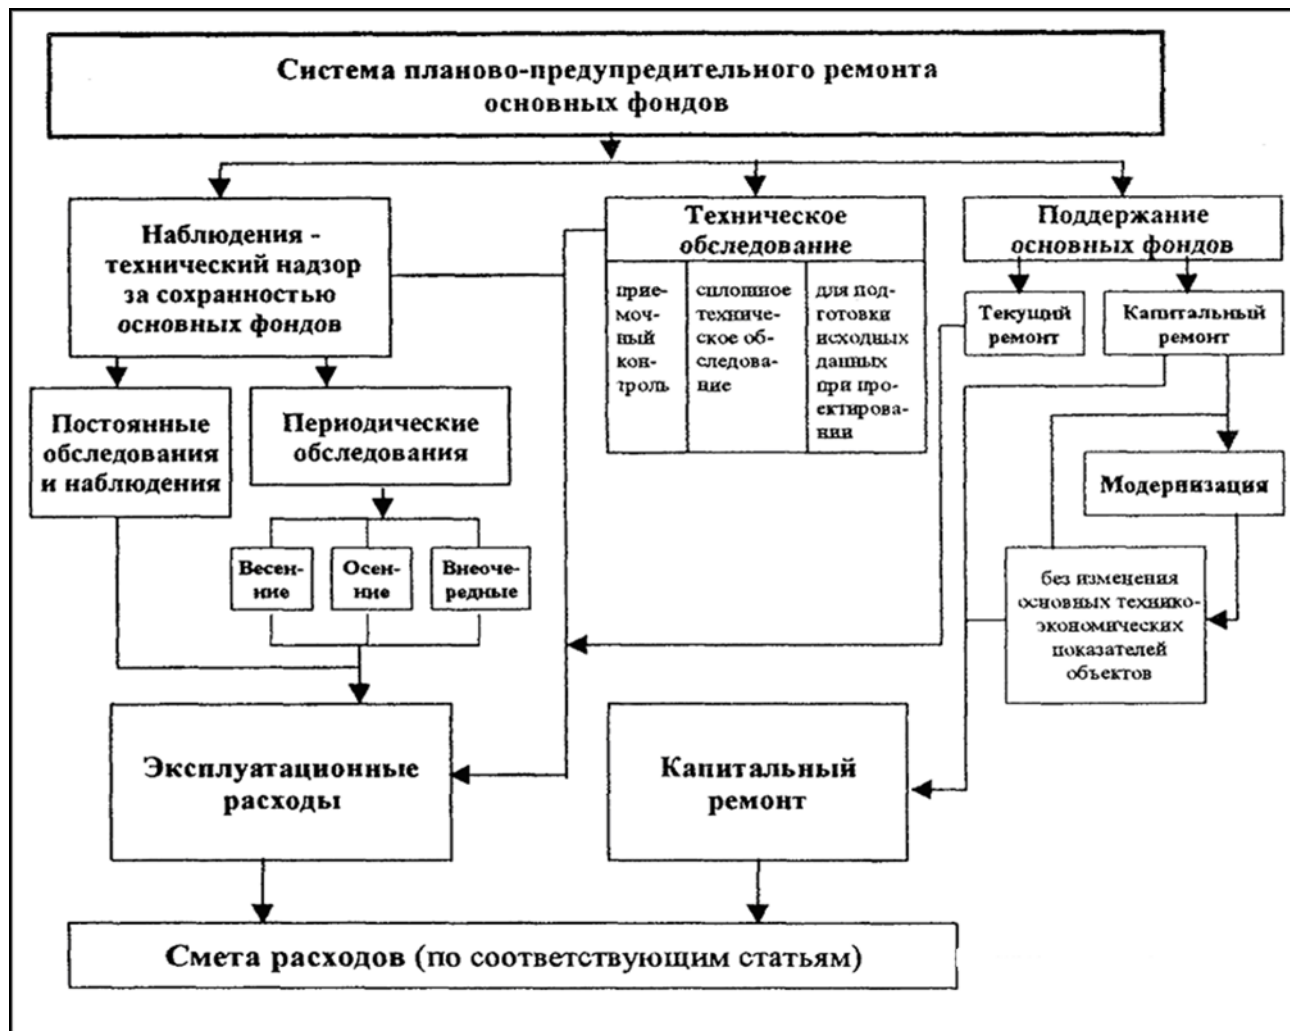 Система планово-предупредительного ремонта
основных фондов
Наблюдения -
технический надзор
за сохранностью
основных фондов
Техническое
обследование
прие-
моч-
ный
кон-
троль
сплошное
техниче-
ское об-
следова-
ние
для под-
готовки
исходных
данных
при про-
ектирова-
нии
Поддержание
основных фондов
Текущий
ремонт
Капитальный
ремонт
Постоянные
обследования
и наблюдения
Периодические
обследования
Модернизация
Весен-
ние
Осен-
ние
Внеоче-
редные
без изменения
основных технико-
экономических
показателей
объектов
Эксплуатационные
расходы
Капитальный
ремонт
Смета расходов (по соответствующим статьям)